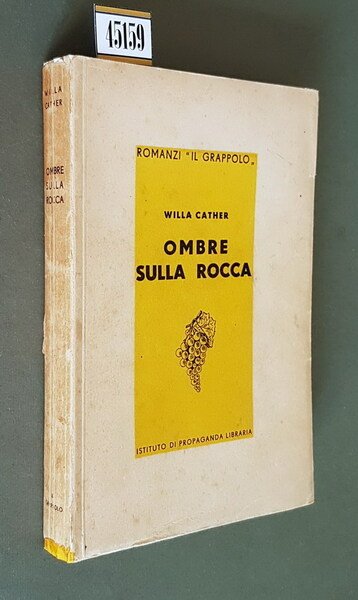 45159
WILLA
CATHER
OMBRE
SULLA
ROCCA
ROMANZI "IL GRAPPOLO„
WILLA CATHER
OMBRE
SULLA ROCCA
ISTITUTO DI PROPAGANDA LIBRARIA